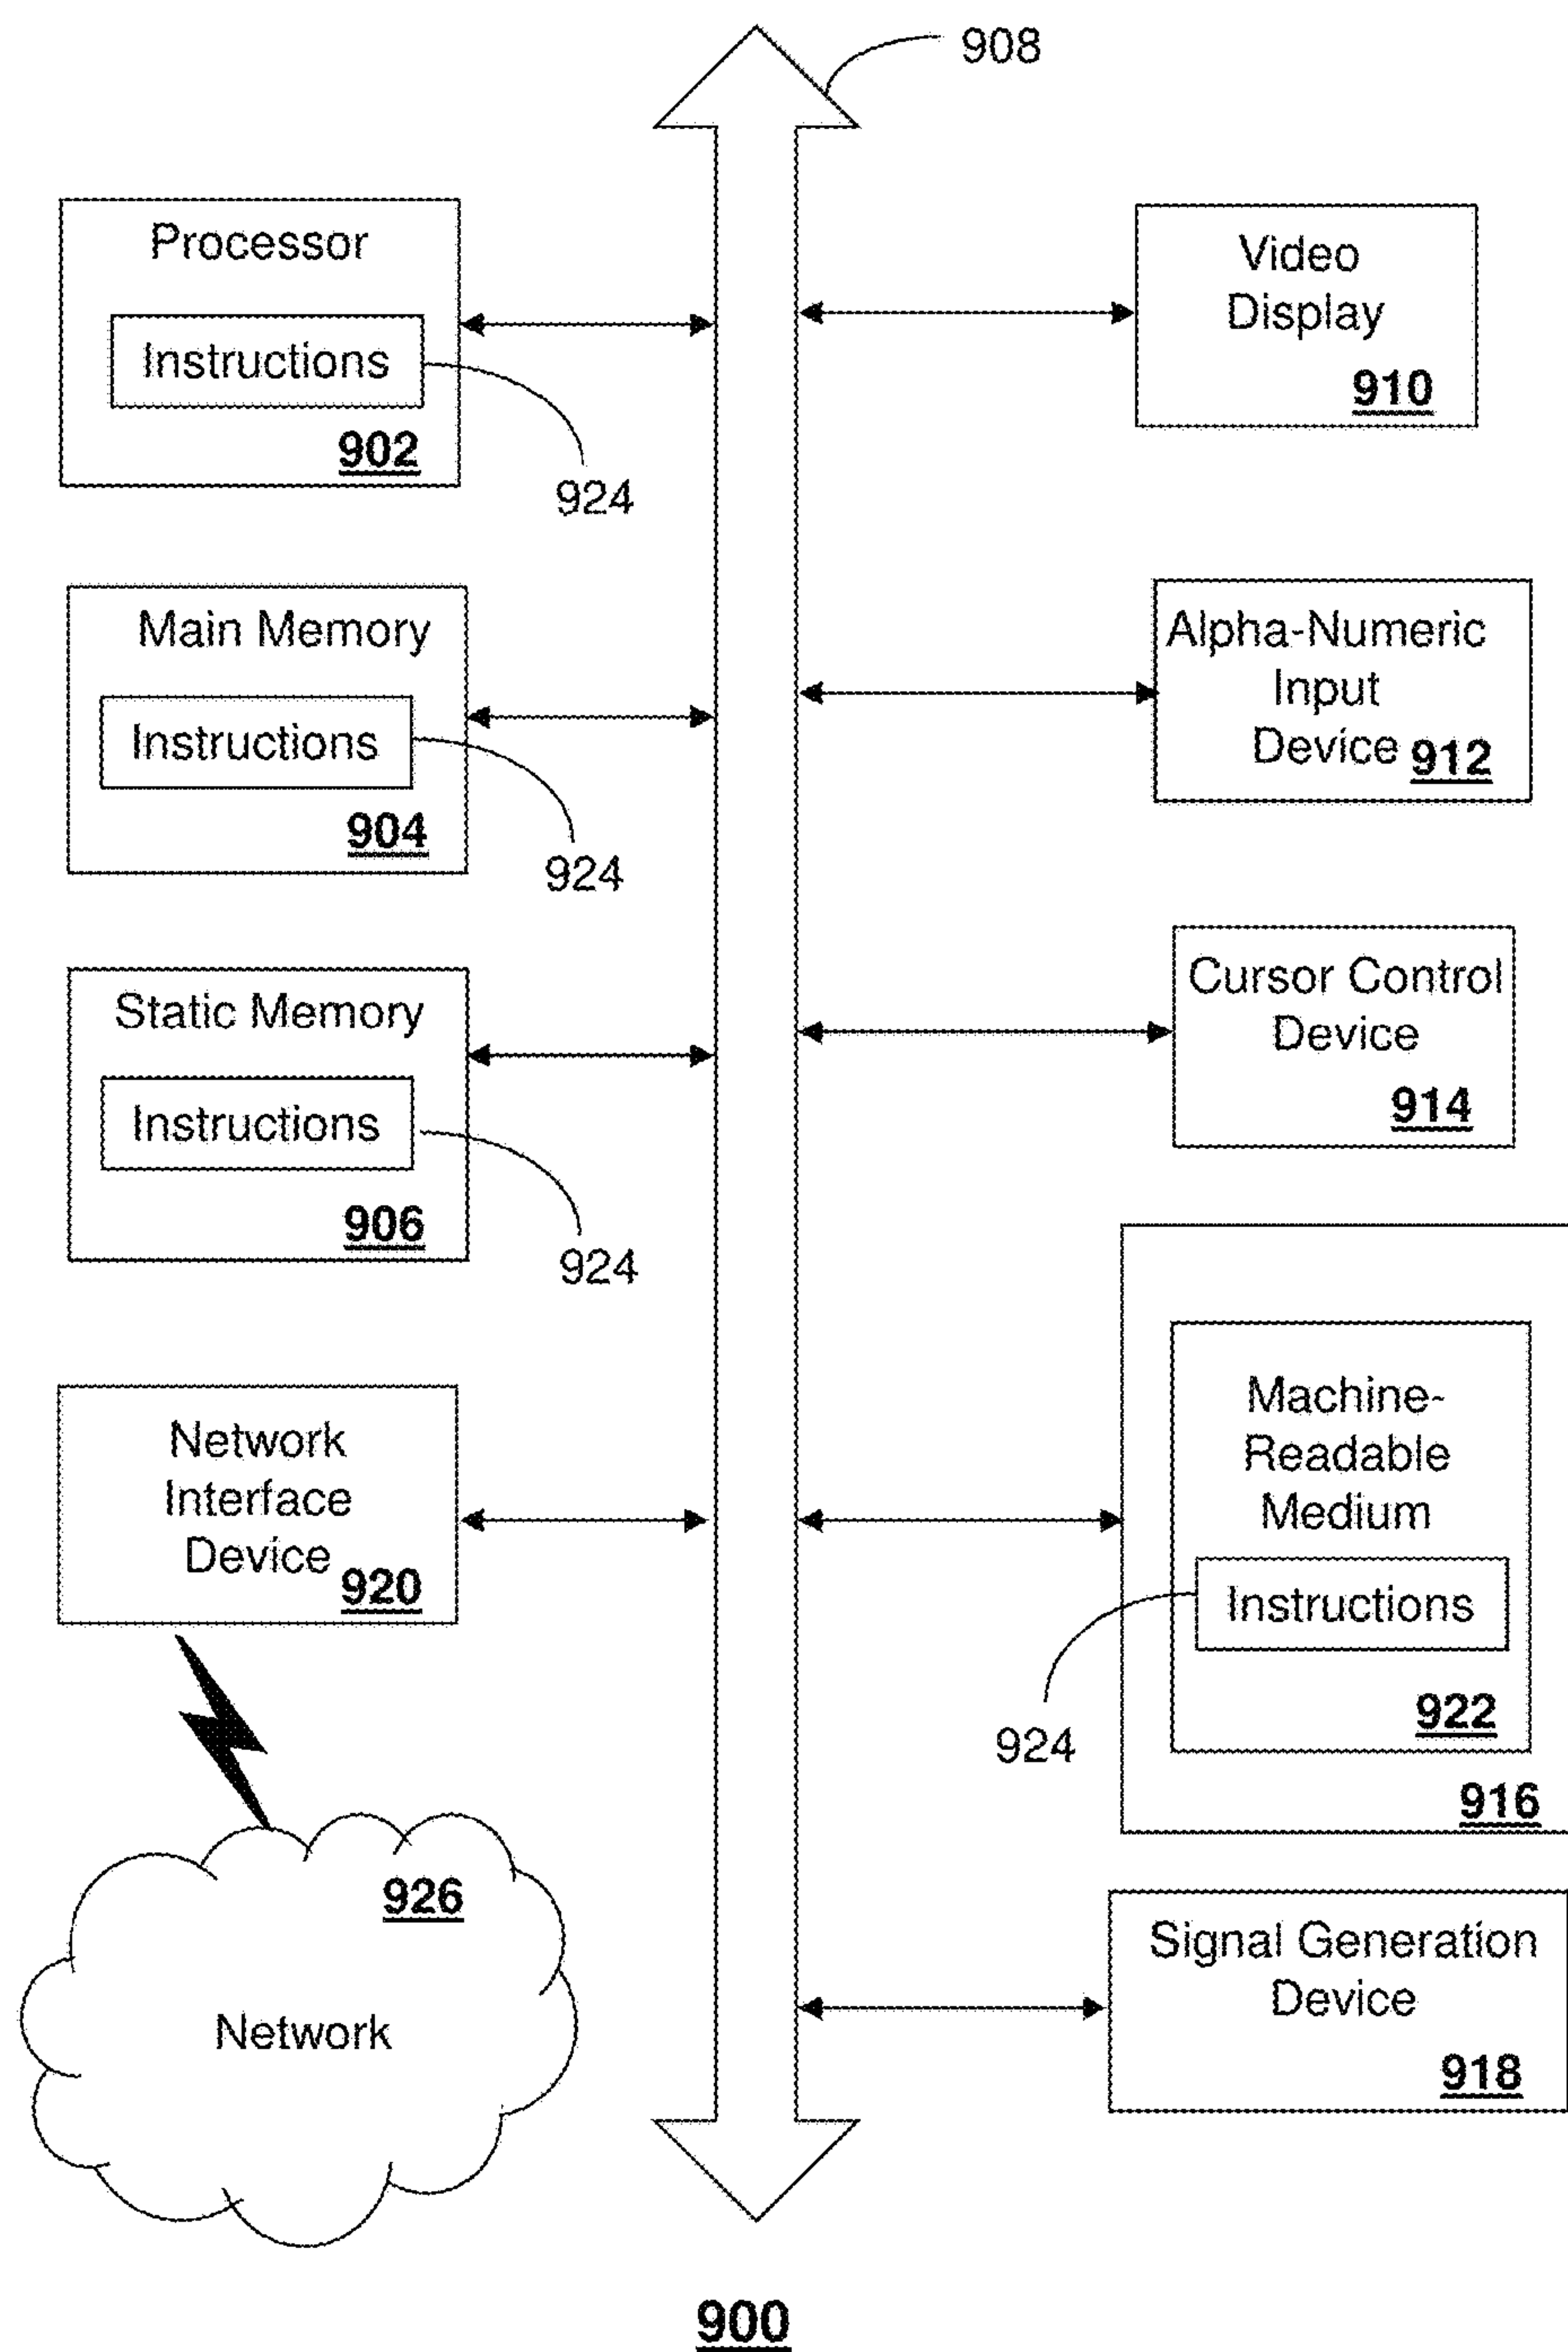 908
Processor
Instructions
902
924
Main Memory
Instructions
904
924
Static Memory
Instructions
906
924
Network
Interface
Device
920
926
Network
Video
Display
910
Alpha-Numeric
Input
Device
912
Cursor Control
Device
914
Machine-
Readable
Medium
Instructions
924
922
916
Signal Generation
Device
918
900